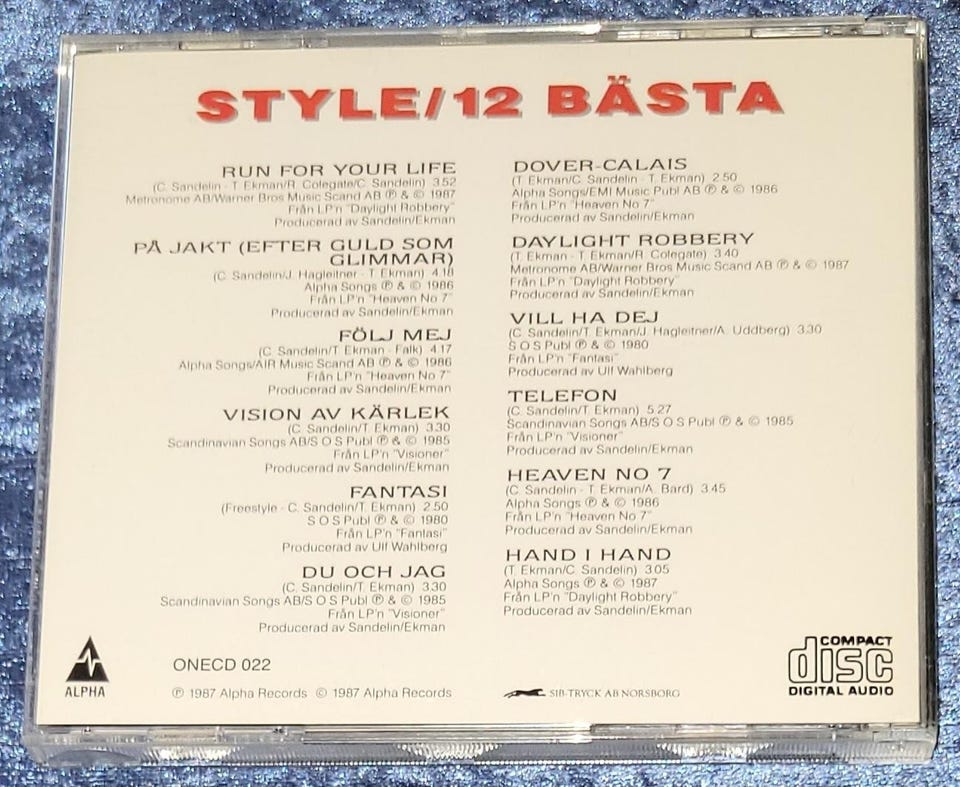 STYLE/12 BÄSTA
RUN FOR YOUR LIFE
(C. Sandelin - T. Ekman/R. Colegate/C. Sandelin) 3.52
Metronome AB/Warner Bros Music Scand AB ℗ & © 1987
Från LP'n "Daylight Robbery"
Producerad av Sandelin/Ekman
PÅ JAKT (EFTER GULD SOM
GLIMMAR)
(C. Sandelin/J. Hagleitner - T. Ekman) 4.18
Alpha Songs ℗ & © 1986
Från LP'n "Heaven No 7"
Producerad av Sandelin/Ekman
FÖLJ MEJ
(C. Sandelin/T. Ekman - Falk) 4.17
Alpha Songs/AIR Music Scand AB ℗ & © 1986
Från LP'n "Heaven No 7"
Producerad av Sandelin/Ekman
VISION AV KÄRLEK
(C. Sandelin/T. Ekman) 3.30
Scandinavian Songs AB/S O S Publ ℗ & © 1985
Från LP'n "Visioner"
Producerad av Sandelin/Ekman
FANTASI
(Freestyle - C. Sandelin/T. Ekman) 2.50
S O S Publ ℗ & © 1980
Från LP'n "Fantasi"
Producerad av Ulf Wahlberg
DU OCH JAG
(C. Sandelin/T. Ekman) 3.30
Scandinavian Songs AB/S O S Publ ℗ & © 1985
Från LP'n "Visioner"
Producerad av Sandelin/Ekman
DOVER-CALAIS
(T. Ekman/C. Sandelin - T. Ekman) 2.50
Alpha Songs/EMI Music Publ AB ℗ & © 1986
Från LP'n "Heaven No 7"
Producerad av Sandelin/Ekman
DAYLIGHT ROBBERY
(T. Ekman - T. Ekman/R. Colegate) 3.40
Metronome AB/Warner Bros Music Scand AB ℗ & © 1987
Från LP'n "Daylight Robbery"
Producerad av Sandelin/Ekman
VILL HA DEJ
(C. Sandelin/T. Ekman/J. Hagleitner/A. Uddberg) 3.30
S O S Publ ℗ & © 1980
Från LP'n "Fantasi"
Producerad av Ulf Wahlberg
TELEFON
(C. Sandelin/T. Ekman) 5.27
Scandinavian Songs AB/S O S Publ ℗ & © 1985
Från LP'n "Visioner"
Producerad av Sandelin/Ekman
HEAVEN NO 7
(C. Sandelin - T. Ekman/A. Bard) 3.45
Alpha Songs ℗ & © 1986
Från LP'n "Heaven No 7"
Producerad av Sandelin/Ekman
HAND I HAND
(T. Ekman/C. Sandelin) 3.05
Alpha Songs ℗ & © 1987
Från LP'n "Daylight Robbery"
Producerad av Sandelin/Ekman
ALPHA
ONECD 022
℗ 1987 Alpha Records © 1987 Alpha Records
SIB-TRYCK AB NORSBORG
COMPACT
disc
DIGITAL AUDIO